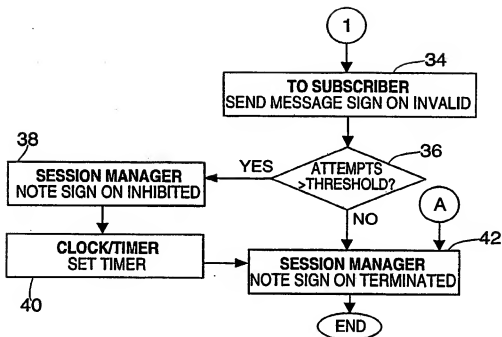 1
34
TO SUBSCRIBER
SEND MESSAGE SIGN ON INVALID
36
38
YES
ATTEMPTS
>THRESHOLD?
SESSION MANAGER
NOTE SIGN ON INHIBITED
A
NO
42
CLOCK/TIMER
SET TIMER
SESSION MANAGER
NOTE SIGN ON TERMINATED
40
END